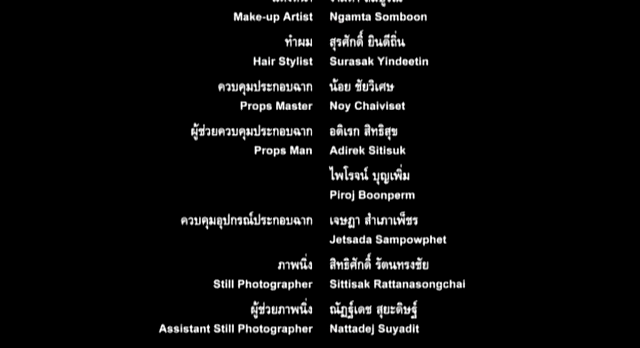 Make-up Artist Ngamta Somboon
ทำผม สุรศักดิ์ ยินดีถิ่น
Hair Stylist Surasak Yindeetin
ควบคุมประกอบฉาก น้อย ชัยวิเศษ
Props Master Noy Chaiviset
ผู้ช่วยควบคุมประกอบฉาก อดิเรก สิทธิสุข
Props Man Adirek Sitisuk
ไพโรจน์ บุญเพิ่ม
Piroj Boonperm
ควบคุมอุปกรณ์ประกอบฉาก เจษฎา สำเภาเพ็ชร
Jetsada Sampowphet
ภาพนิ่ง สิทธิศักดิ์ รัตนทรงชัย
Still Photographer Sittisak Rattanasongchai
ผู้ช่วยภาพนิ่ง ณัฏฐ์เดช สุยะดิษฐ์
Assistant Still Photographer Nattadej Suyadit